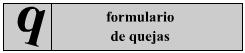 q
formulario
de quejas